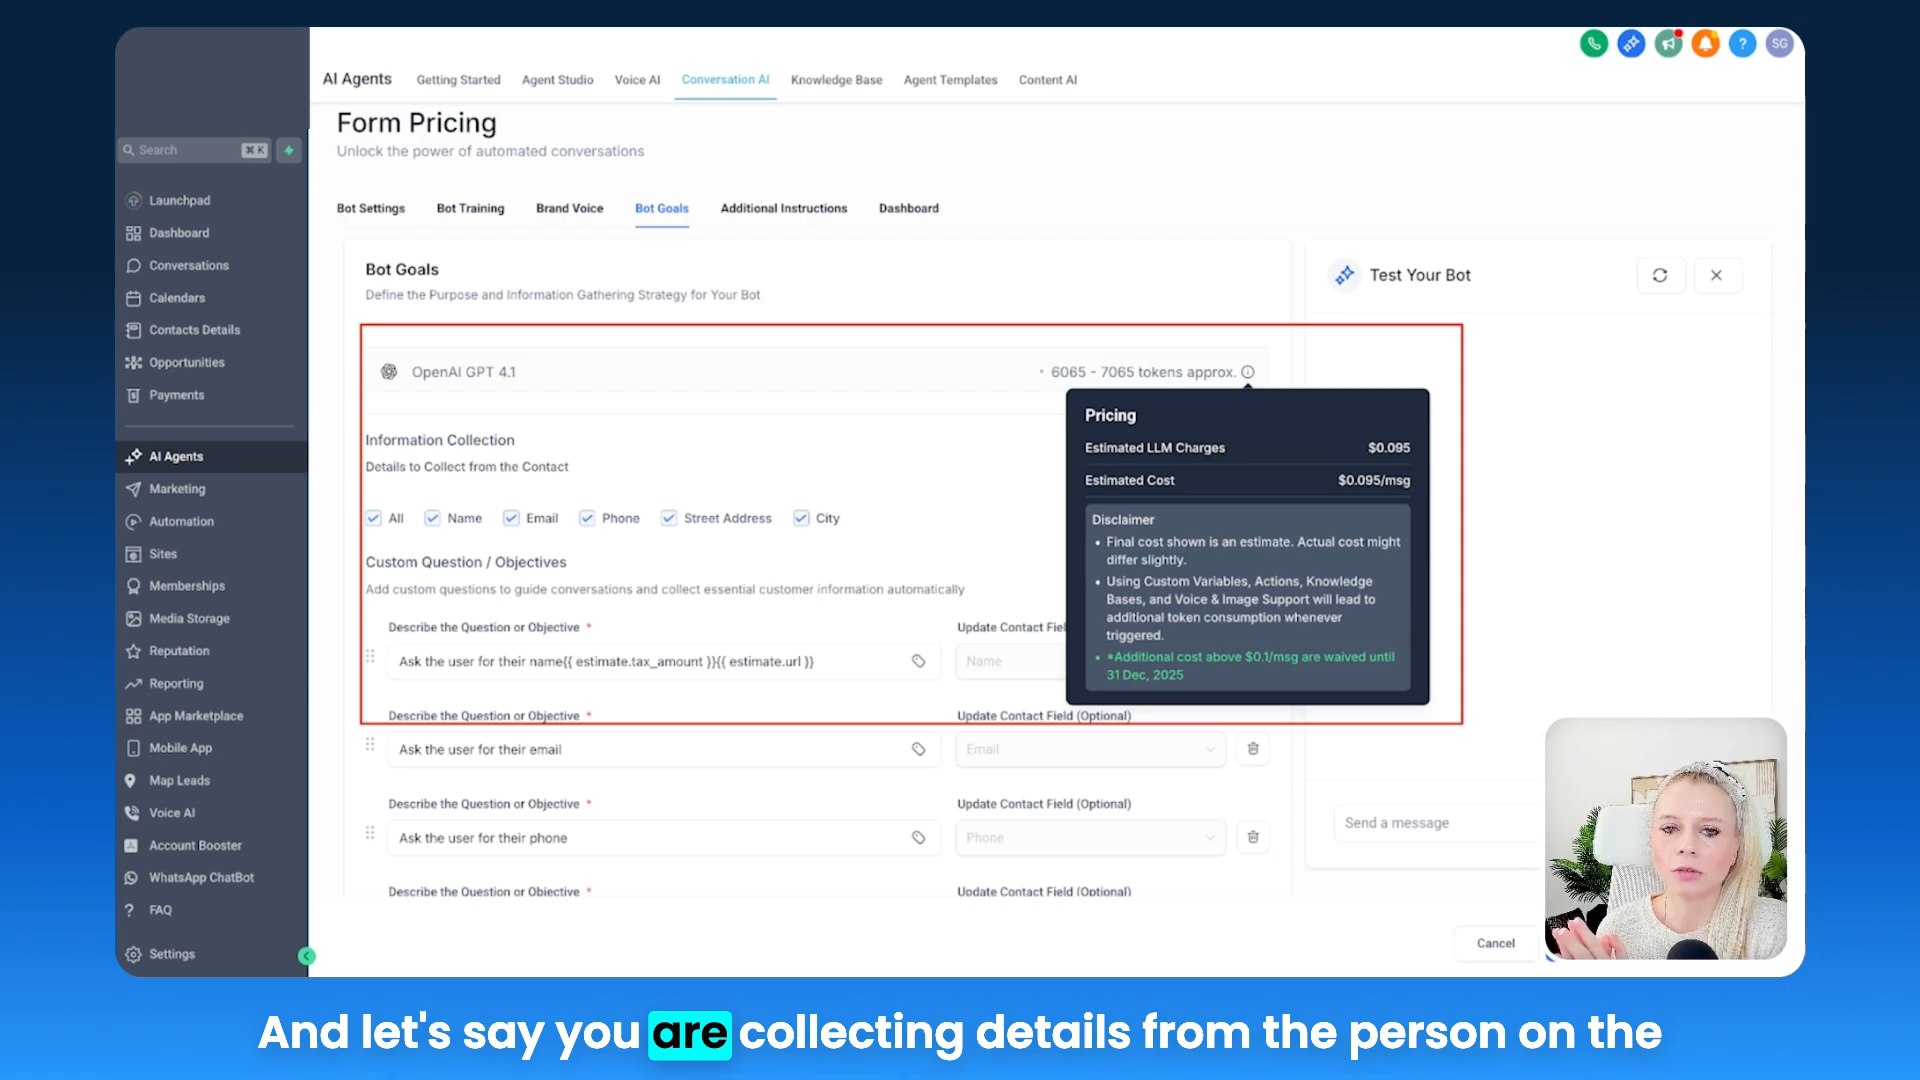 SG
AI Agents
Getting Started
Agent Studio
Voice AI
Conversation AI
Knowledge Base
Agent Templates
Content AI
Search
⌘ K
Launchpad
Dashboard
Conversations
Calendars
Contacts Details
Opportunities
Payments
AI Agents
Marketing
Automation
Sites
Memberships
Media Storage
Reputation
Reporting
App Marketplace
Mobile App
Map Leads
Voice AI
Account Booster
WhatsApp ChatBot
FAQ
Settings
Form Pricing
Unlock the power of automated conversations
Bot Settings
Bot Training
Brand Voice
Bot Goals
Additional Instructions
Dashboard
Bot Goals
Define the Purpose and Information Gathering Strategy for Your Bot
OpenAI GPT 4.1
• 6065 - 7065 tokens approx.
Information Collection
Details to Collect from the Contact
All
Name
Email
Phone
Street Address
City
Custom Question / Objectives
Add custom questions to guide conversations and collect essential customer information automatically
Describe the Question or Objective *
Update Contact Fiel
Ask the user for their name{{ estimate.tax_amount }}{{ estimate.url }}
Name
Describe the Question or Objective *
Update Contact Field (Optional)
Ask the user for their email
Email
Describe the Question or Objective *
Update Contact Field (Optional)
Ask the user for their phone
Phone
Describe the Question or Objective *
Update Contact Field (Optional)
Pricing
Estimated LLM Charges $0.095
Estimated Cost $0.095/msg
Disclaimer
• Final cost shown is an estimate. Actual cost might
differ slightly.
• Using Custom Variables, Actions, Knowledge
Bases, and Voice & Image Support will lead to
additional token consumption whenever
triggered.
• *Additional cost above $0.1/msg are waived until
31 Dec, 2025
Test Your Bot
Send a message
Cancel
And let's say you are collecting details from the person on the